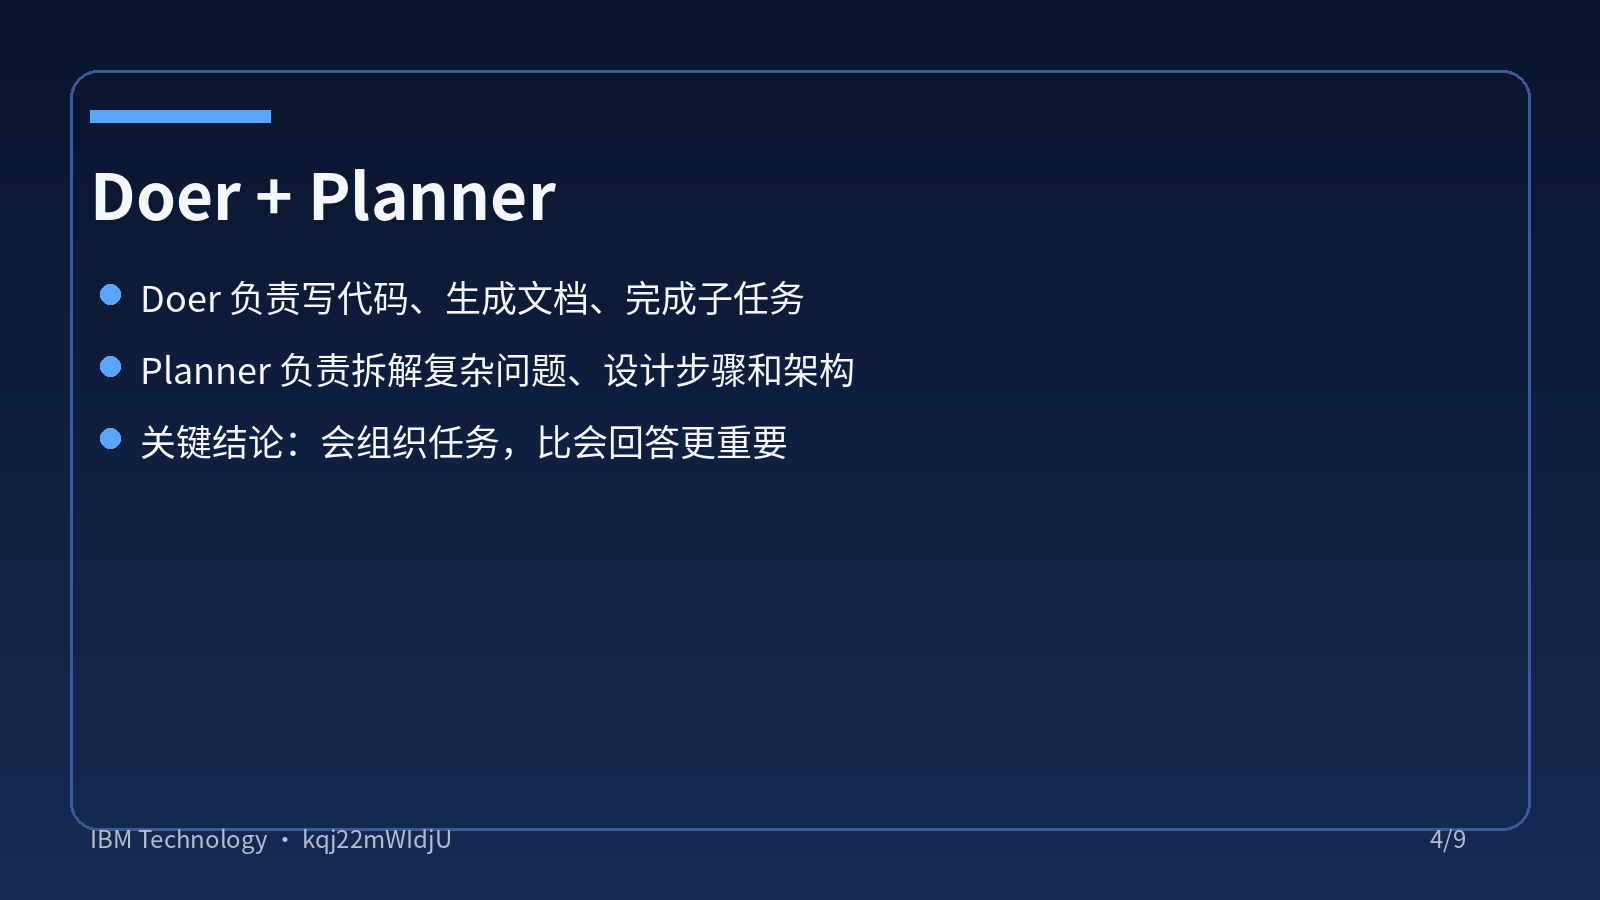 Doer + Planner
Doer 负责写代码、生成文档、完成子任务
Planner 负责拆解复杂问题、设计步骤和架构
关键结论：会组织任务，比会回答更重要
IBM Technology · kqj22mWIdjU
4/9